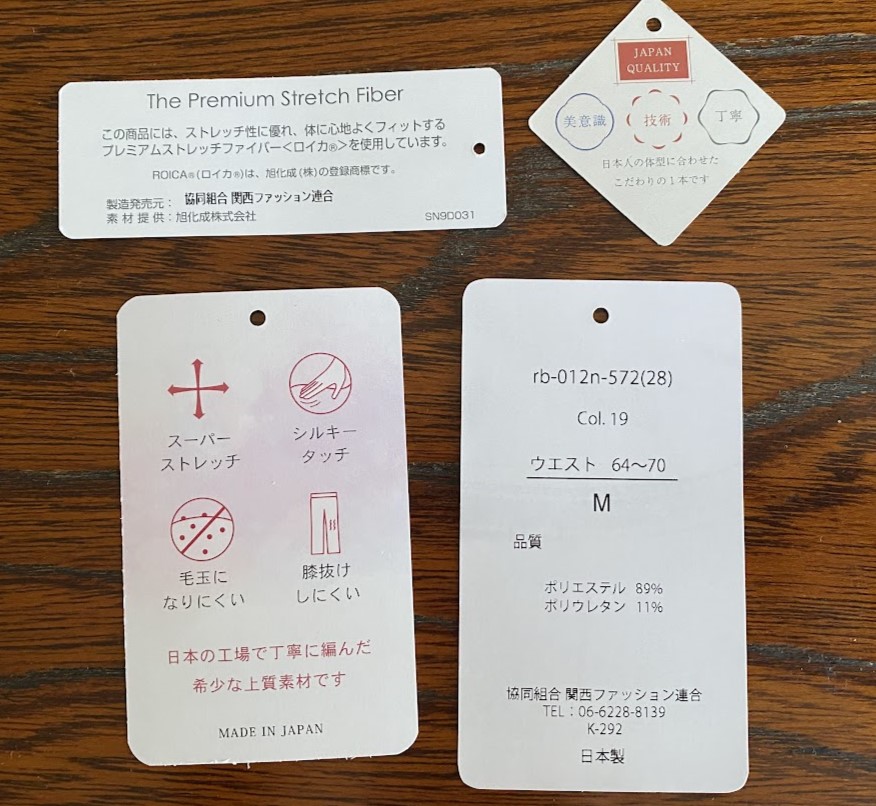 The Premium Stretch Fiber
この商品には、ストレッチ性に優れ、体に心地よくフィットする
プレミアムストレッチファイバー<ロイカ®>を使用しています。
ROICA®(ロイカ®)は、旭化成(株)の登録商標です。
製造発売元： 協同組合 関西ファッション連合
素材提供：旭化成株式会社
SN9D031
JAPAN
QUALITY
美意識
技術
丁寧
日本人の体型に合わせた
こだわりの1本です
スーパー
ストレッチ
シルキー
タッチ
毛玉に
なりにくい
膝抜け
しにくい
日本の工場で丁寧に編んだ
希少な上質素材です
MADE IN JAPAN
rb-012n-572(28)
Col. 19
ウエスト 64〜70
M
品質
ポリエステル 89%
ポリウレタン 11%
協同組合 関西ファッション連合
TEL：06-6228-8139
K-292
日本製